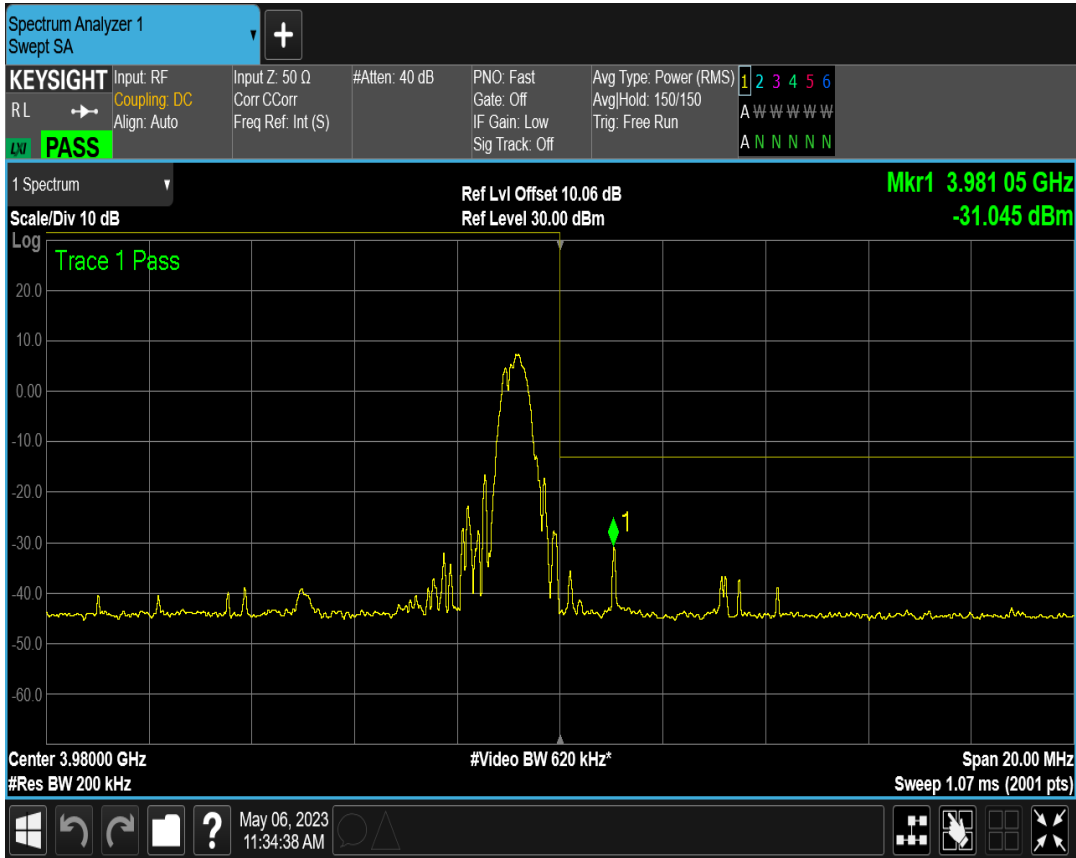 Spectrum Analyzer 1
Swept SA
+
KEYSIGHT
R L
LXI PASS
Input: RF
Coupling: DC
Align: Auto
Input Z: 50 Ω
Corr CCorr
Freq Ref: Int (S)
#Atten: 40 dB
PNO: Fast
Gate: Off
IF Gain: Low
Sig Track: Off
Avg Type: Power (RMS)
Avg|Hold: 150/150
Trig: Free Run
1 2 3 4 5 6
A W W W W W
A N N N N N
1 Spectrum
Scale/Div 10 dB
Ref Lvl Offset 10.06 dB
Ref Level 30.00 dBm
Mkr1 3.981 05 GHz
-31.045 dBm
Log
Trace 1 Pass
20.0
10.0
0.00
-10.0
-20.0
1
-30.0
-40.0
-50.0
-60.0
Center 3.98000 GHz
#Res BW 200 kHz
#Video BW 620 kHz*
Span 20.00 MHz
Sweep 1.07 ms (2001 pts)
?
May 06, 2023
11:34:38 AM